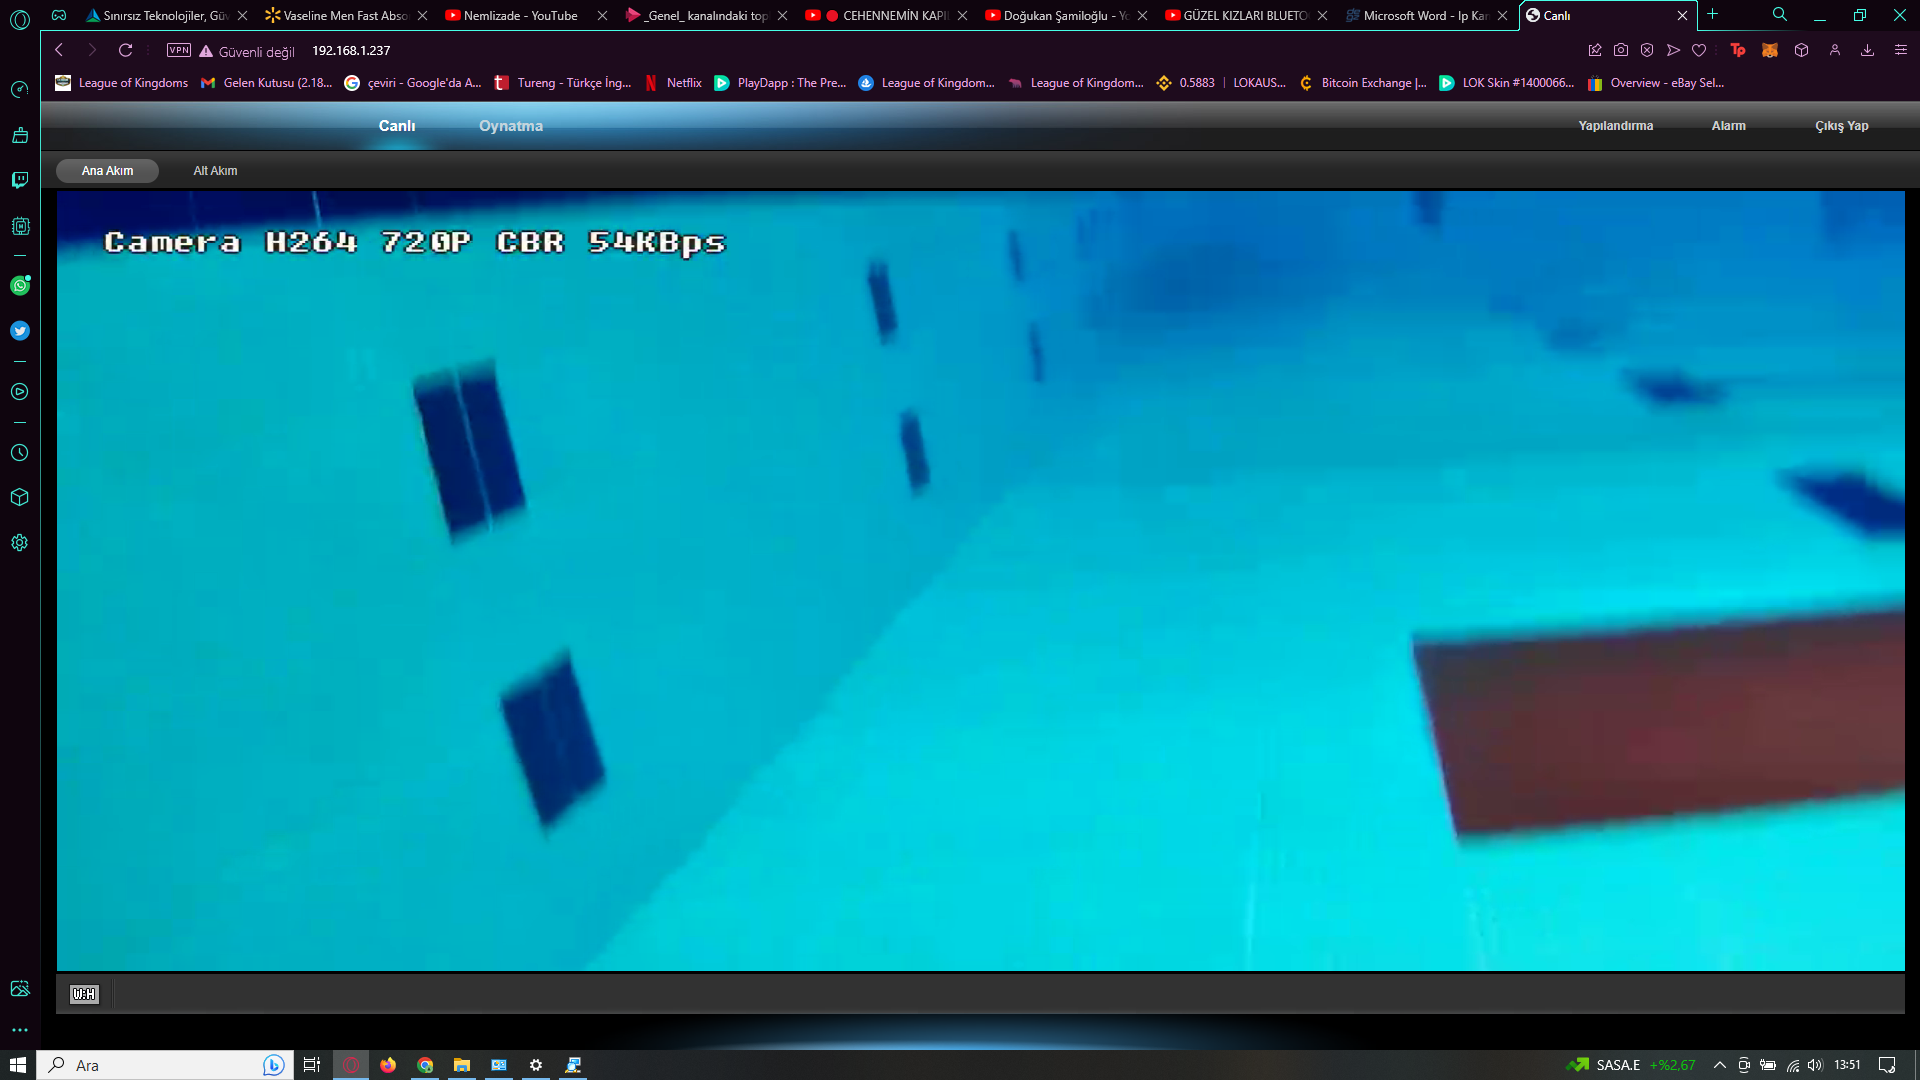 Sınırsız Teknolojiler, Güv
Vaseline Men Fast Abso
Nemlizade - YouTube
_Genel_ kanalındaki top
CEHENNEMİN KAPI
Doğukan Şamiloğlu - Yo
GÜZEL KIZLARI BLUETO
Microsoft Word - Ip Kar
Canlı
VPN
Güvenli değil
192.168.1.237
Tp
League of Kingdoms
Gelen Kutusu (2.18...
çeviri - Google'da A...
Tureng - Türkçe İng...
Netflix
PlayDapp : The Pre...
League of Kingdom...
League of Kingdom...
0.5883 | LOKAUS...
Bitcoin Exchange |...
LOK Skin #1400066...
Overview - eBay Sel...
Canlı
Oynatma
Yapılandırma
Alarm
Çıkış Yap
Ana Akım
Alt Akım
Camera H264 720P CBR 54KBps
W:H
Ara
SASA.E +%2.67
13:51